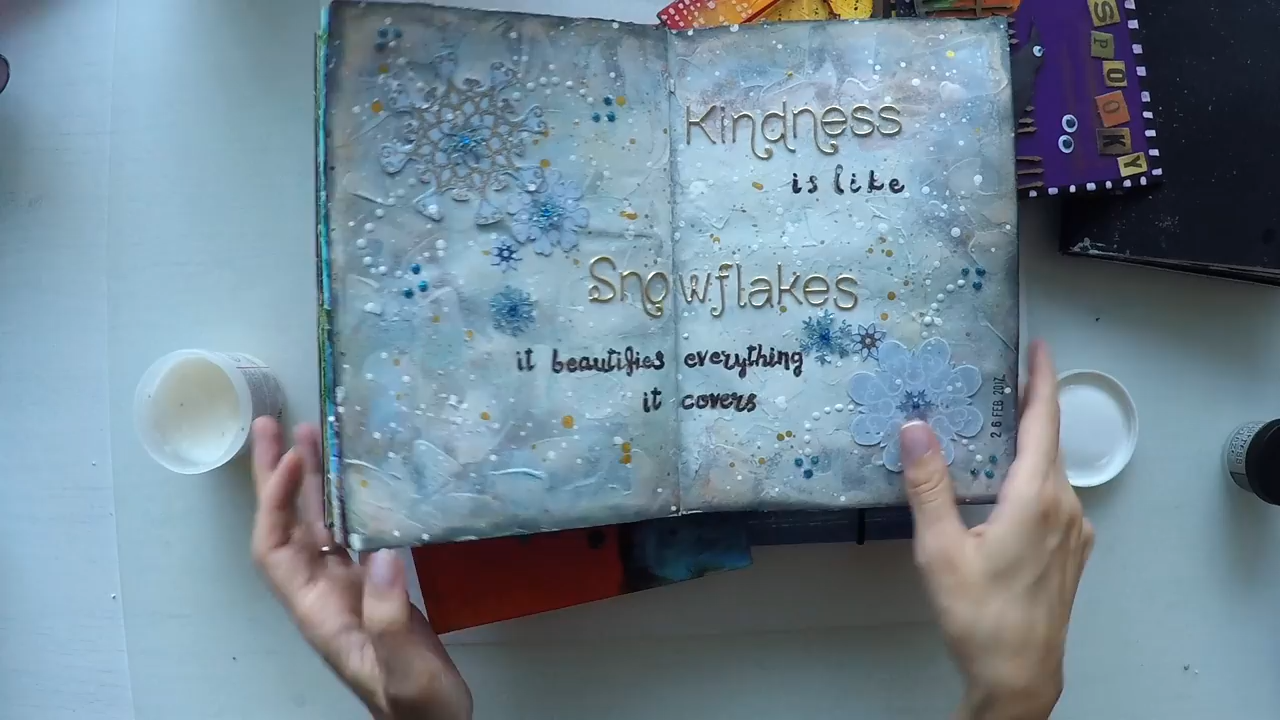 Kindness
is like
Snowflakes
it beautifies everything
it covers
26 FEB 2017
SPOOKY